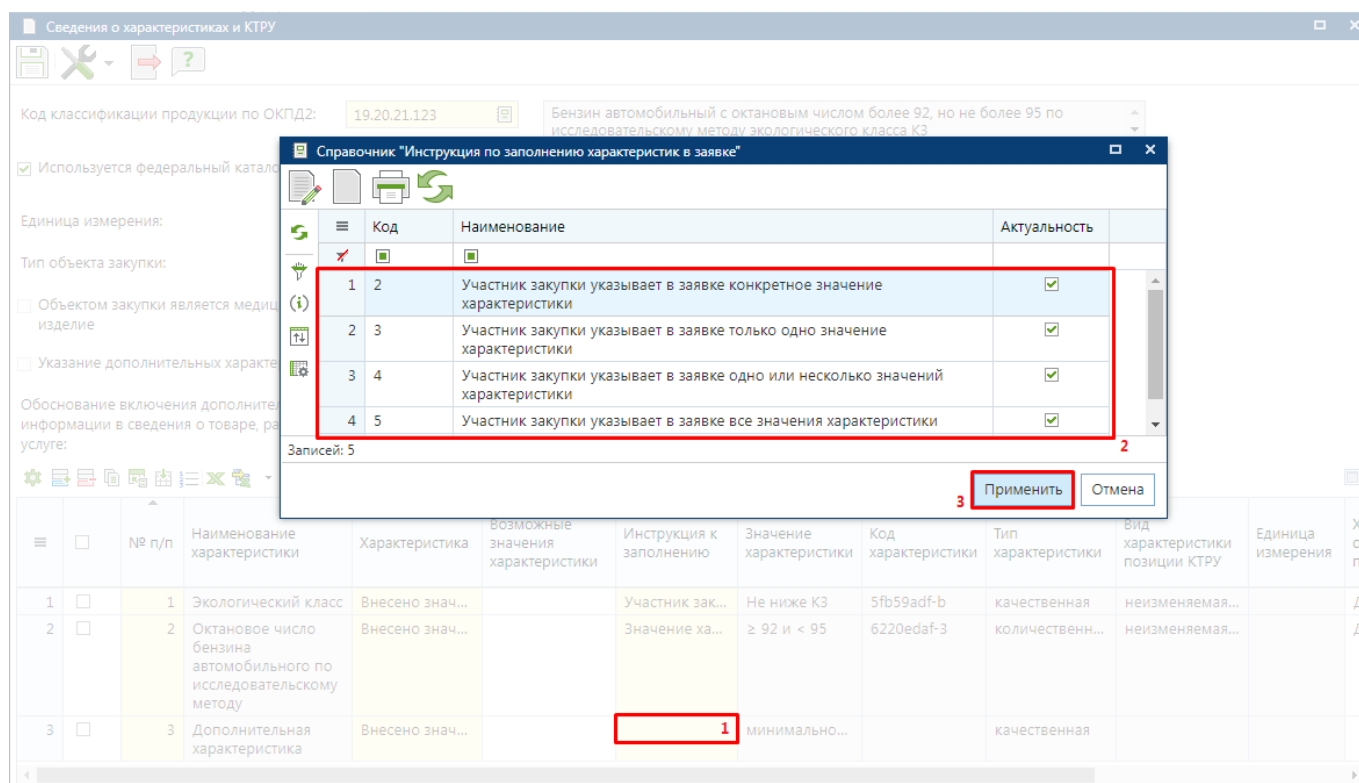 Сведения о характеристиках и КТРУ
Код классификации продукции по ОКПД2:
19.20.21.123
Бензин автомобильный с октановым числом более 92, но не более 95 по
исследовательскому методу экологического класса К3
Используется федеральный катало
Единица измерения:
Тип объекта закупки:
Объектом закупки является медиц
изделие
Указание дополнительных характе
Обоснование включения дополнител
информации в сведения о товаре, ра
услуге:
Справочник "Инструкция по заполнению характеристик в заявке"
Код
Наименование
Актуальность
1 2 Участник закупки указывает в заявке конкретное значение
характеристики
2 3 Участник закупки указывает в заявке только одно значение
характеристики
3 4 Участник закупки указывает в заявке одно или несколько значений
характеристики
4 5 Участник закупки указывает в заявке все значения характеристики
2
Записей: 5
3
Применить
Отмена
№ п/п
Наименование
характеристики
Характеристика
Возможные
значения
характеристики
Инструкция к
заполнению
Значение
характеристики
Код
характеристики
Тип
характеристики
Вид
характеристики
позиции КТРУ
Единица
измерения
1 1 Экологический класс Внесено знач... Участник зак... Не ниже К3 5fb59adf-b качественная неизменяемая...
2 2 Октановое число Внесено знач... Значение ха... ≥ 92 и < 95 6220edaf-3 количественн... неизменяемая...
бензина
автомобильного по
исследовательскому
методу
3 3 Дополнительная Внесено знач... 1 минимально... качественная
характеристика